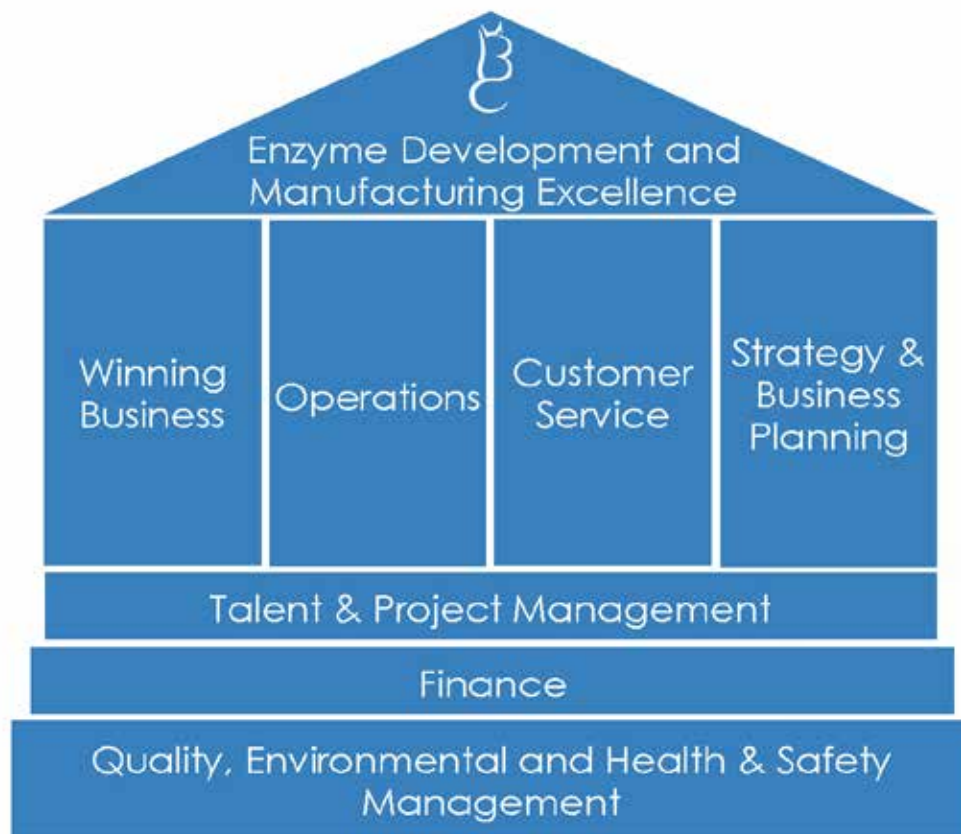 BC
Enzyme Development and
Manufacturing Excellence
Winning
Business
Operations
Customer
Service
Strategy &
Business
Planning
Talent & Project Management
Finance
Quality, Environmental and Health & Safety
Management